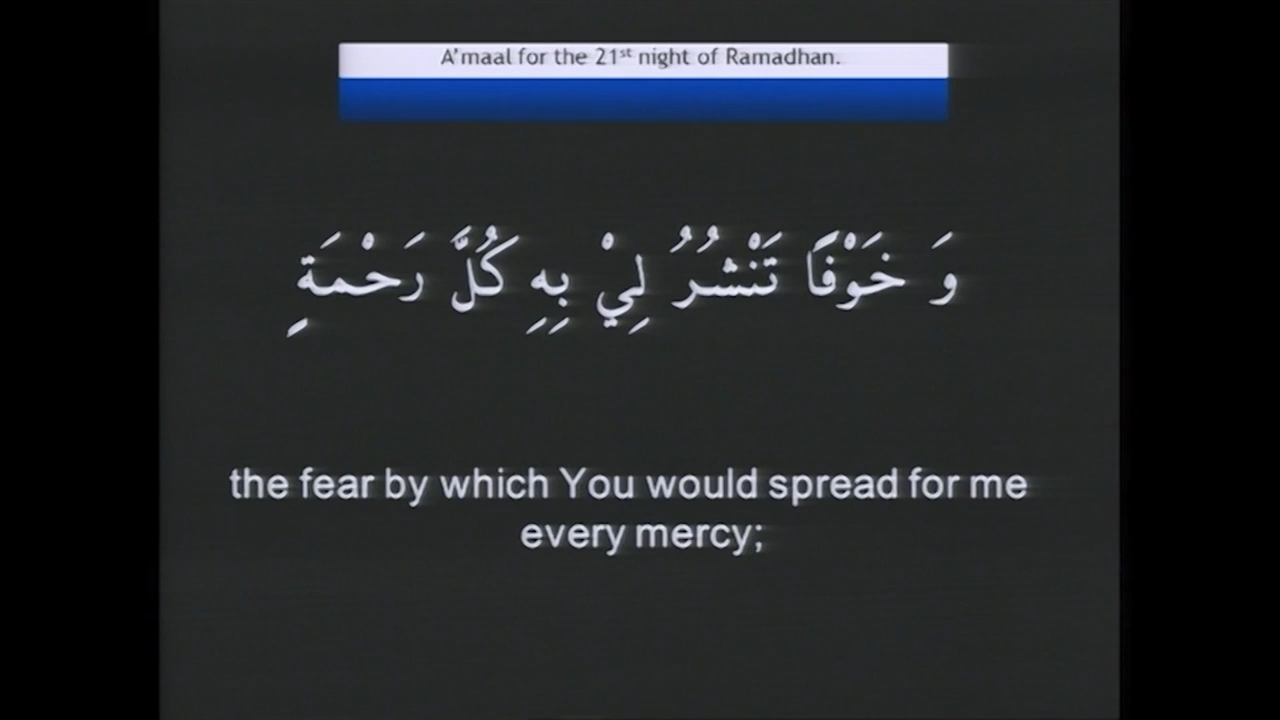 A'maal for the 21st night of Ramadhan.
وَ خَوْفًا تَنْشُرُ لِيْ بِهِ كُلَّ رَحْمَةٍ
the fear by which You would spread for me
every mercy;